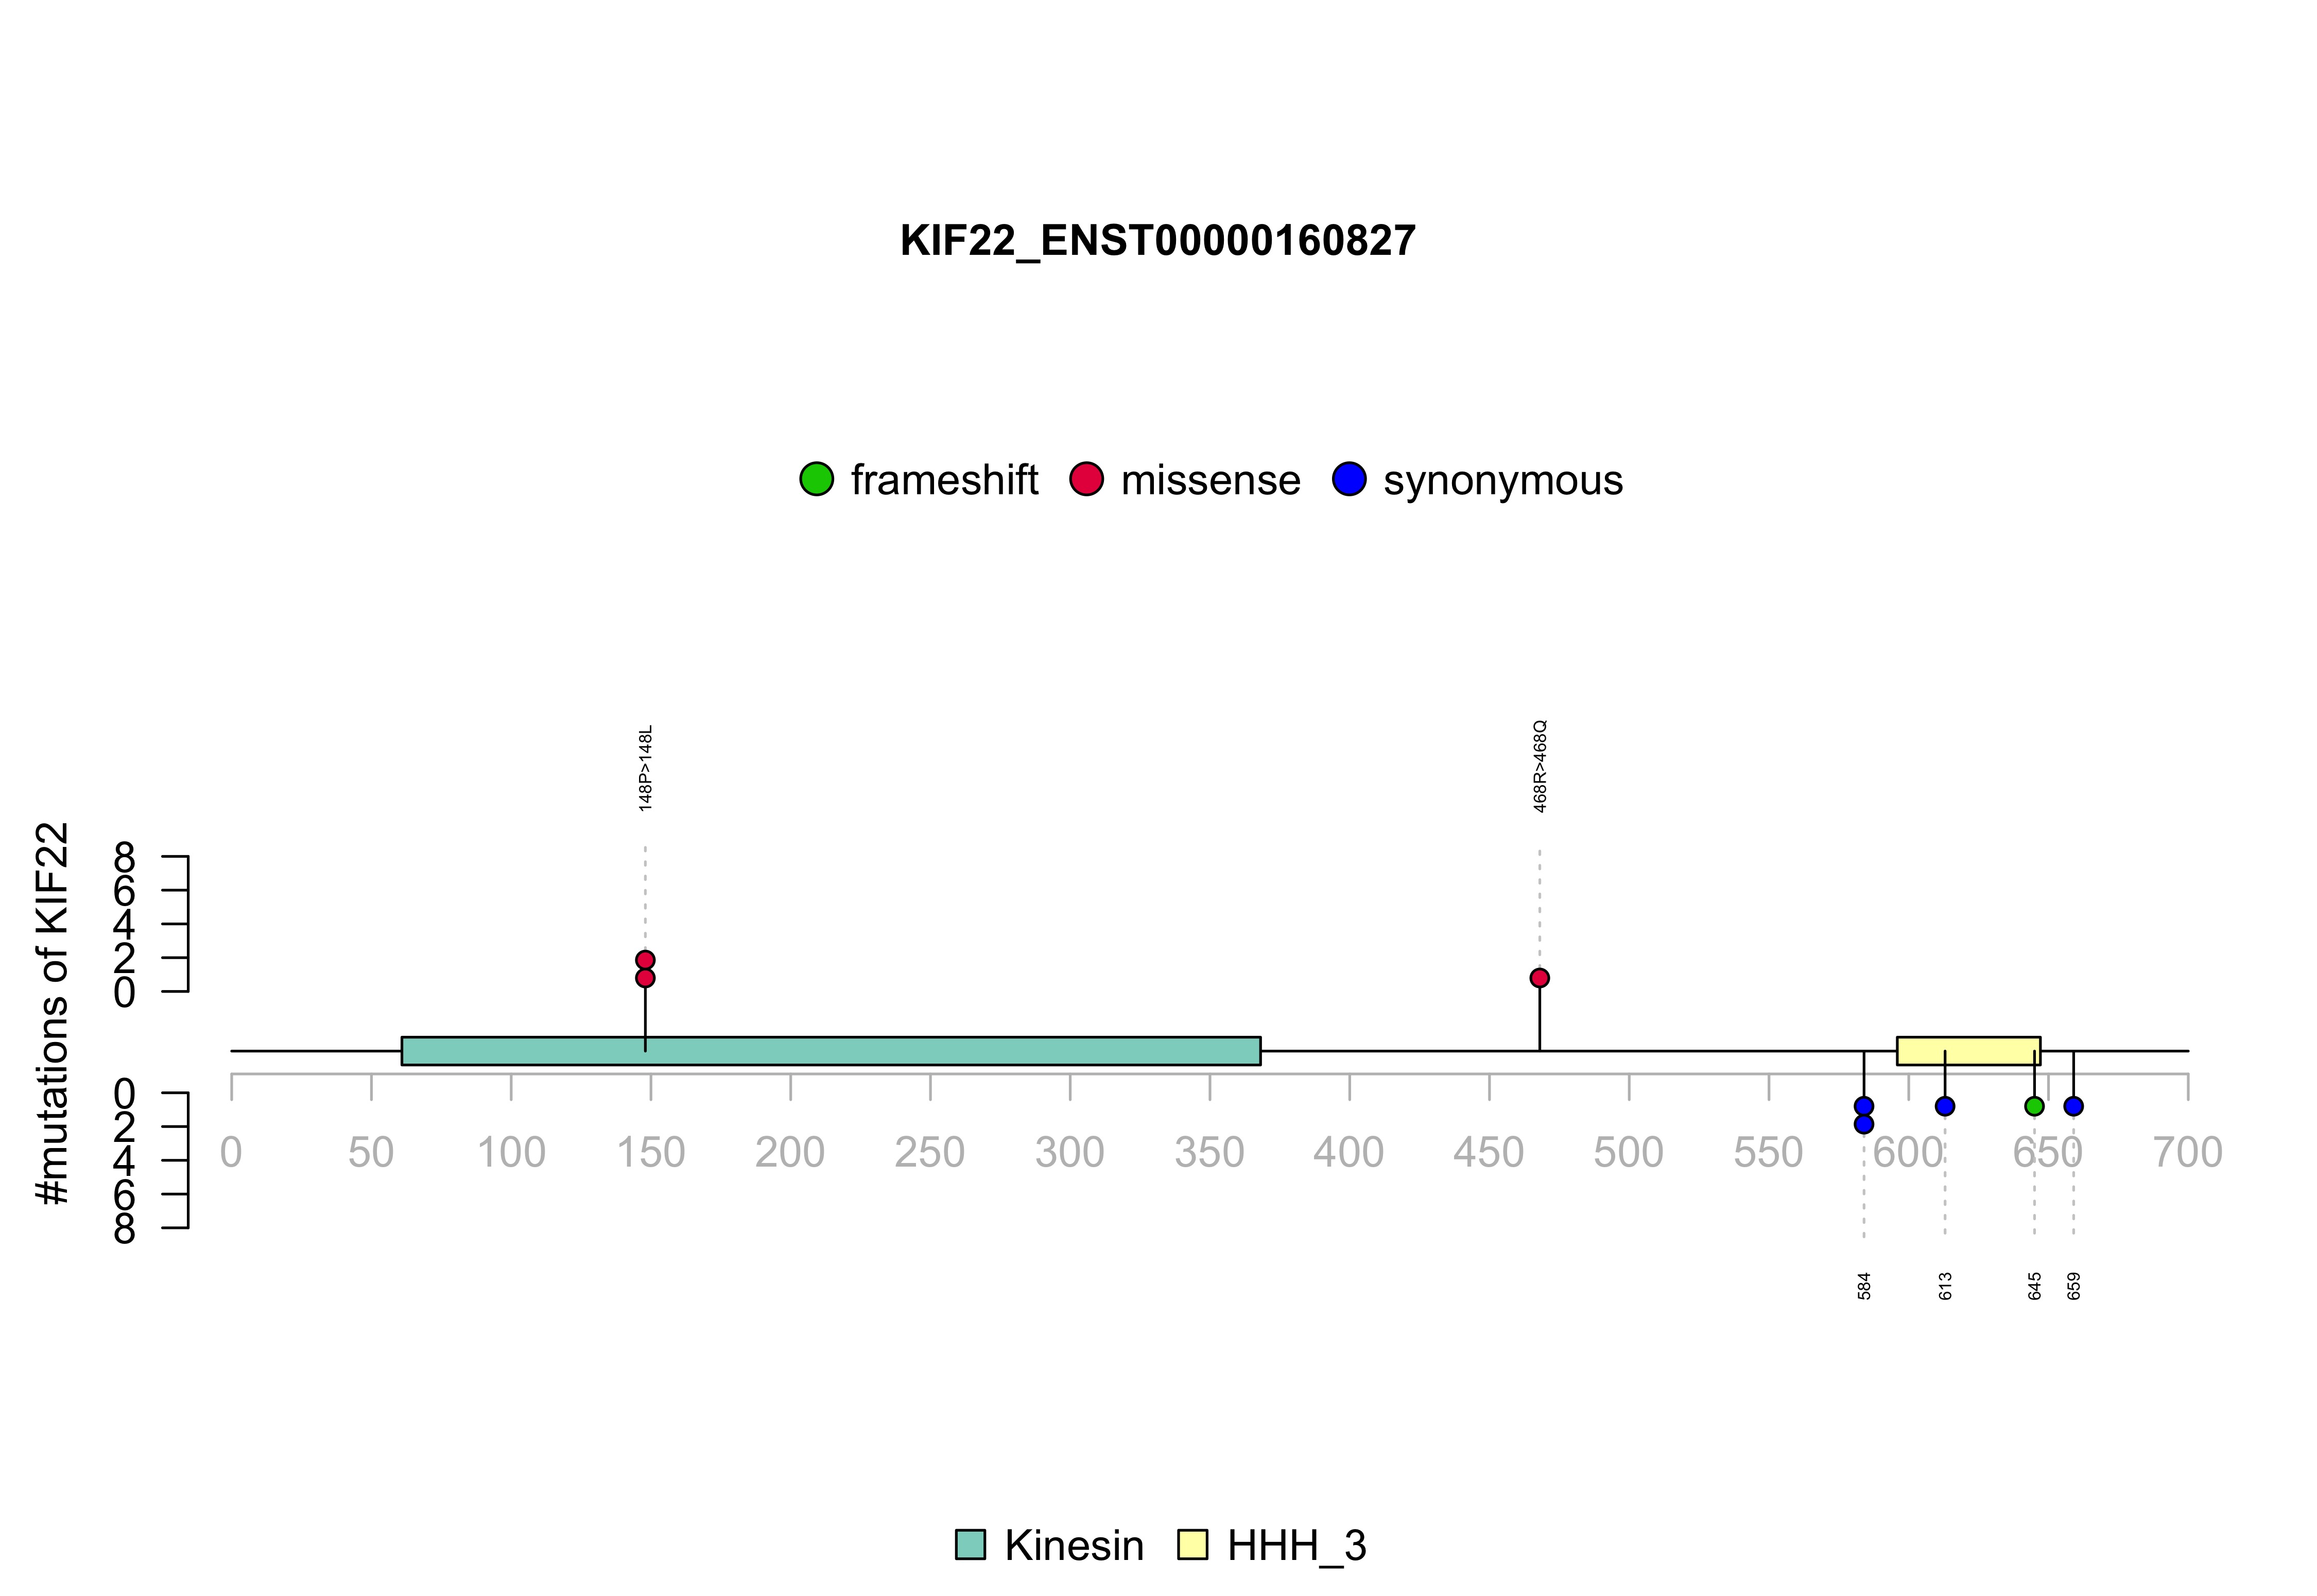 KIF22_ENST00000160827
frameshift missense synonymous
148P>148L
468R>468Q
#mutations of KIF22
8
6
4
2
0
0
2
4
6
8
0 50 100 150 200 250 300 350 400 450 500 550 600 650 700
584
613
645
659
Kinesin HHH_3